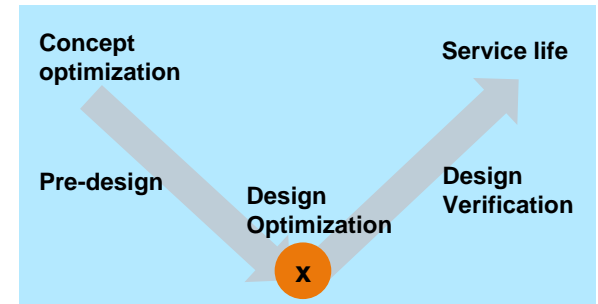 Concept
optimization
Service life
Pre-design
Design
Optimization
Design
Verification
x